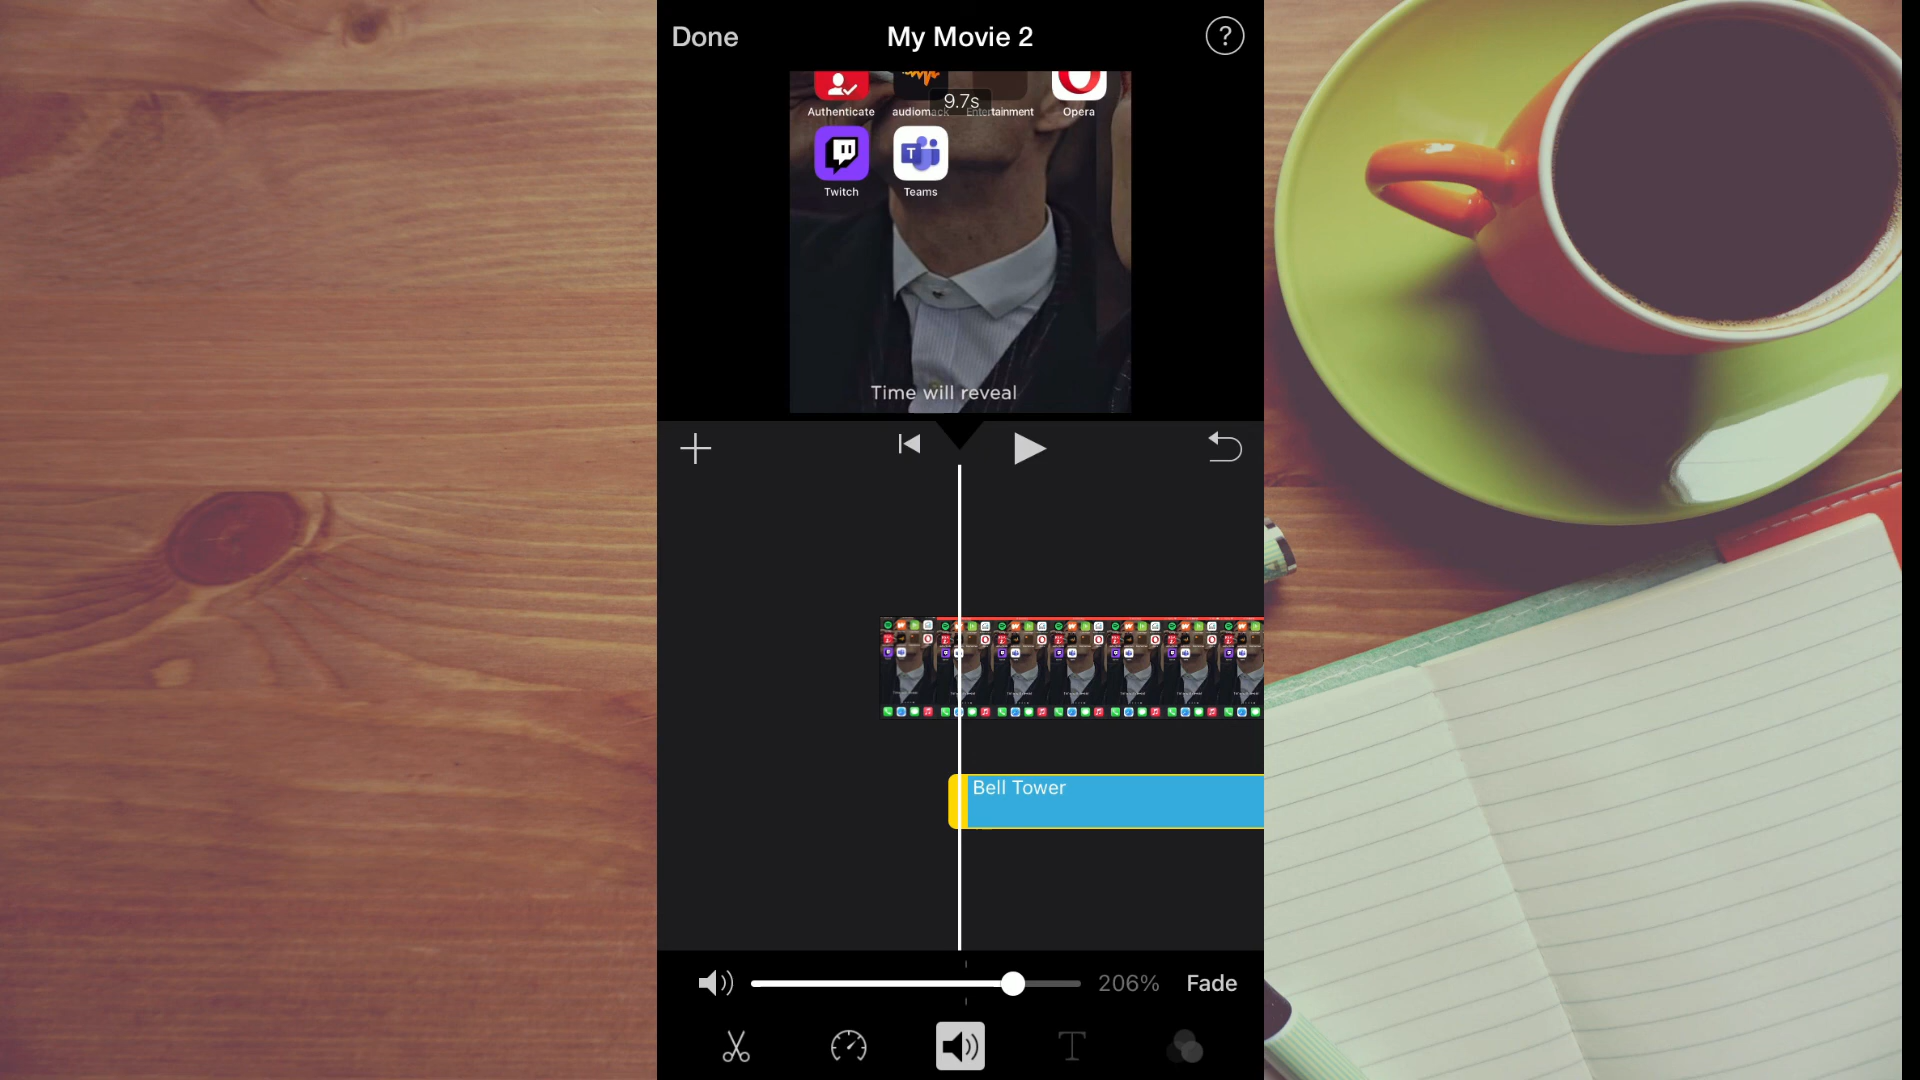 Done
My Movie 2
?
9.7s
Authenticate
audiomack
Entertainment
Opera
Twitch
T
Teams
Time will reveal
Bell Tower
206%
Fade
T